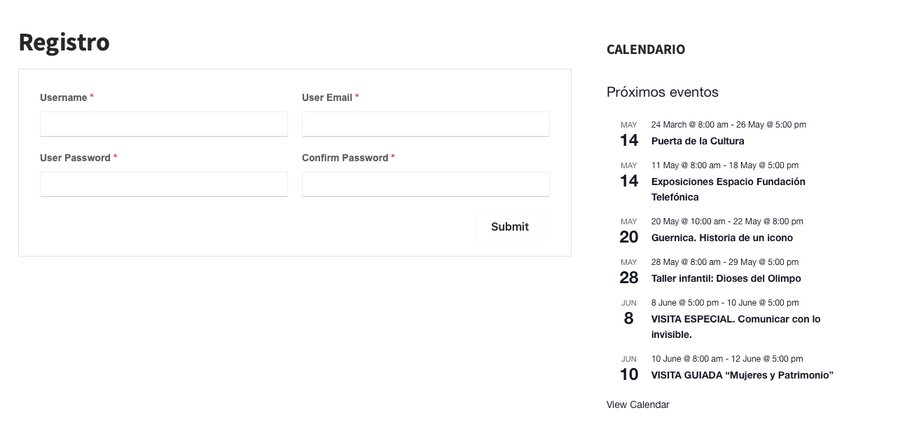 Registro
Username *
User Email *
User Password *
Confirm Password *
Submit
CALENDARIO
Próximos eventos
MAY
14
24 March @ 8:00 am - 26 May @ 5:00 pm
Puerta de la Cultura
MAY
14
11 May @ 8:00 am - 18 May @ 5:00 pm
Exposiciones Espacio Fundación
Telefónica
MAY
20
20 May @ 10:00 am - 22 May @ 8:00 pm
Guernica. Historia de un icono
MAY
28
28 May @ 8:00 am - 29 May @ 5:00 pm
Taller infantil: Dioses del Olimpo
JUN
8
8 June @ 5:00 pm - 10 June @ 5:00 pm
VISITA ESPECIAL. Comunicar con lo
invisible.
JUN
10
10 June @ 8:00 am - 12 June @ 5:00 pm
VISITA GUIADA “Mujeres y Patrimonio”
View Calendar